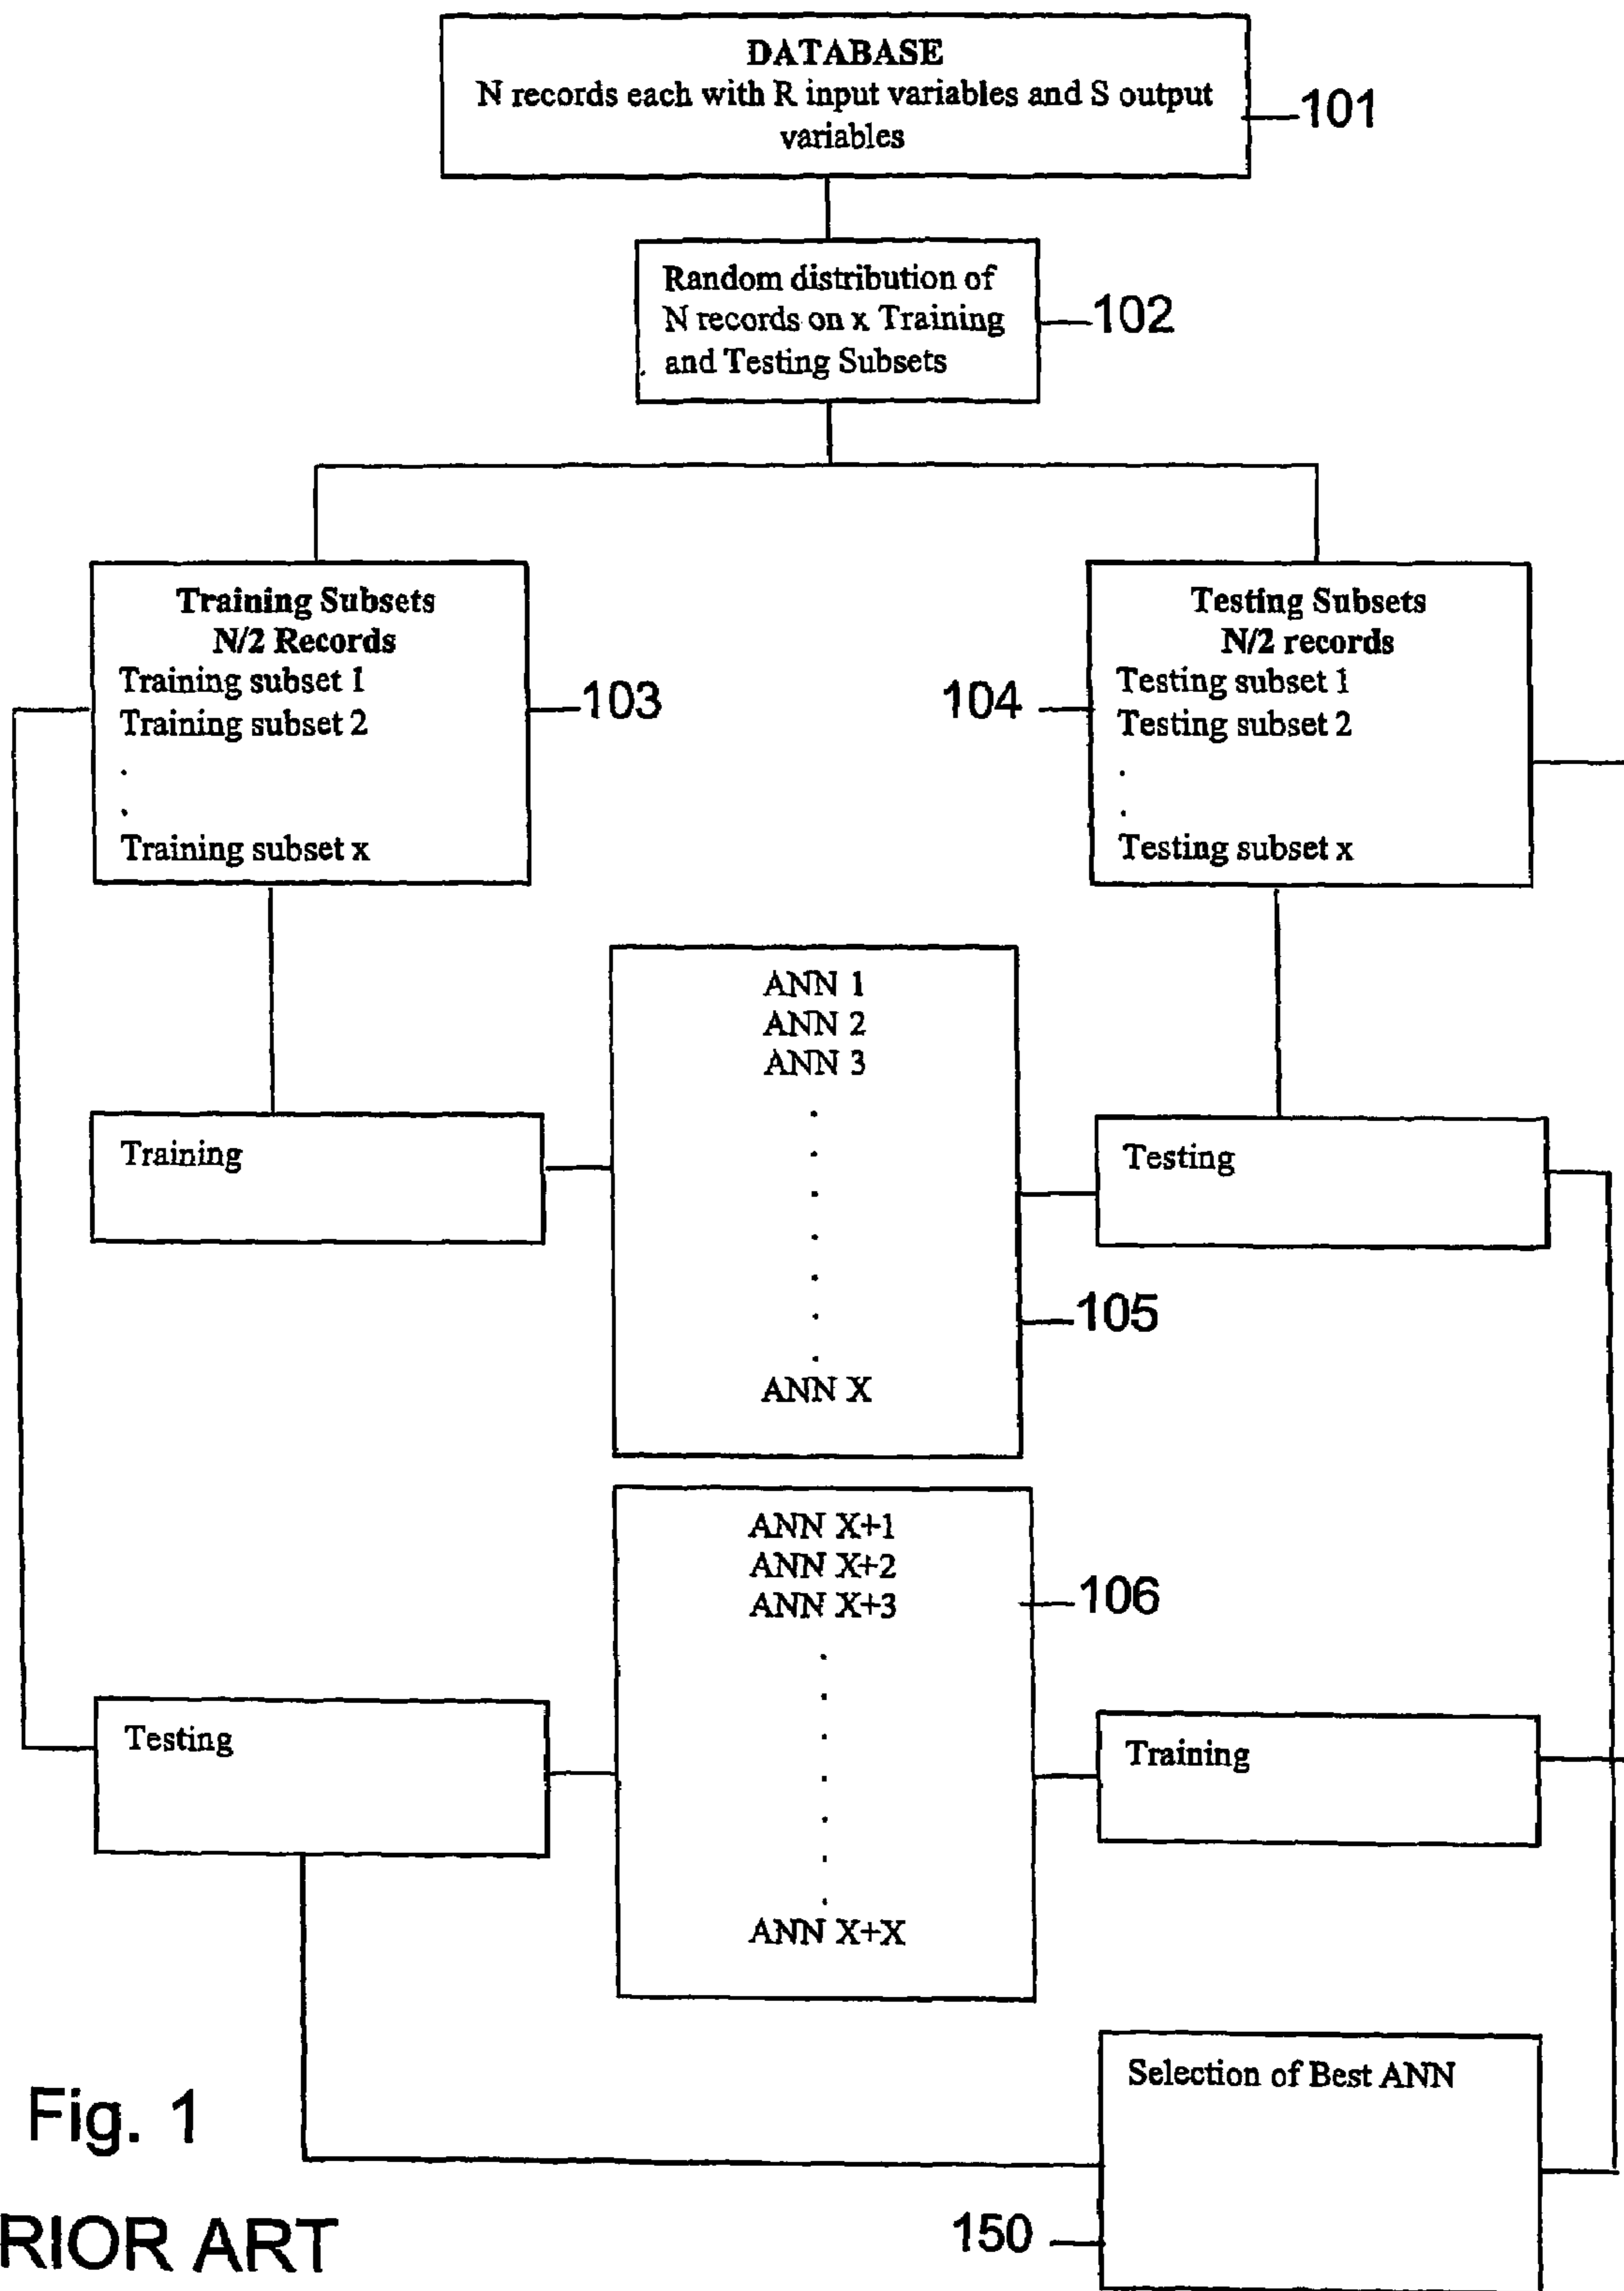 DATABASE
N records each with R input variables and S output
variables
101
Random distribution of
N records on x Training
and Testing Subsets
102
Training Subsets
N/2 Records
Training subset 1
Training subset 2
.
.
Training subset x
103
104
Testing Subsets
N/2 records
Testing subset 1
Testing subset 2
.
.
Testing subset x
ANN 1
ANN 2
ANN 3
.
.
.
.
.
.
.
ANN X
Training
Testing
105
ANN X+1
ANN X+2
ANN X+3
.
.
.
.
.
.
.
ANN X+X
106
Testing
Training
Selection of Best ANN
150
Fig. 1
RIOR ART